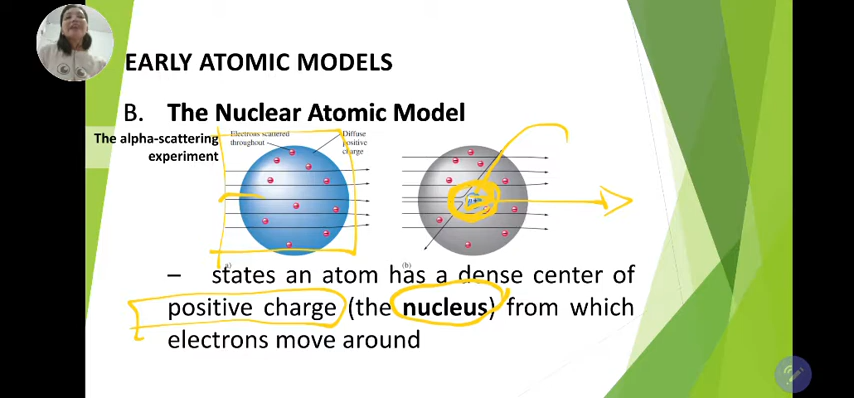 EARLY ATOMIC MODELS
B. The Nuclear Atomic Model
The alpha-scattering
experiment
Electrons scattered
throughout
Diffuse
positive
charge
(b)
– states an atom has a dense center of
positive charge (the nucleus) from which
electrons move around